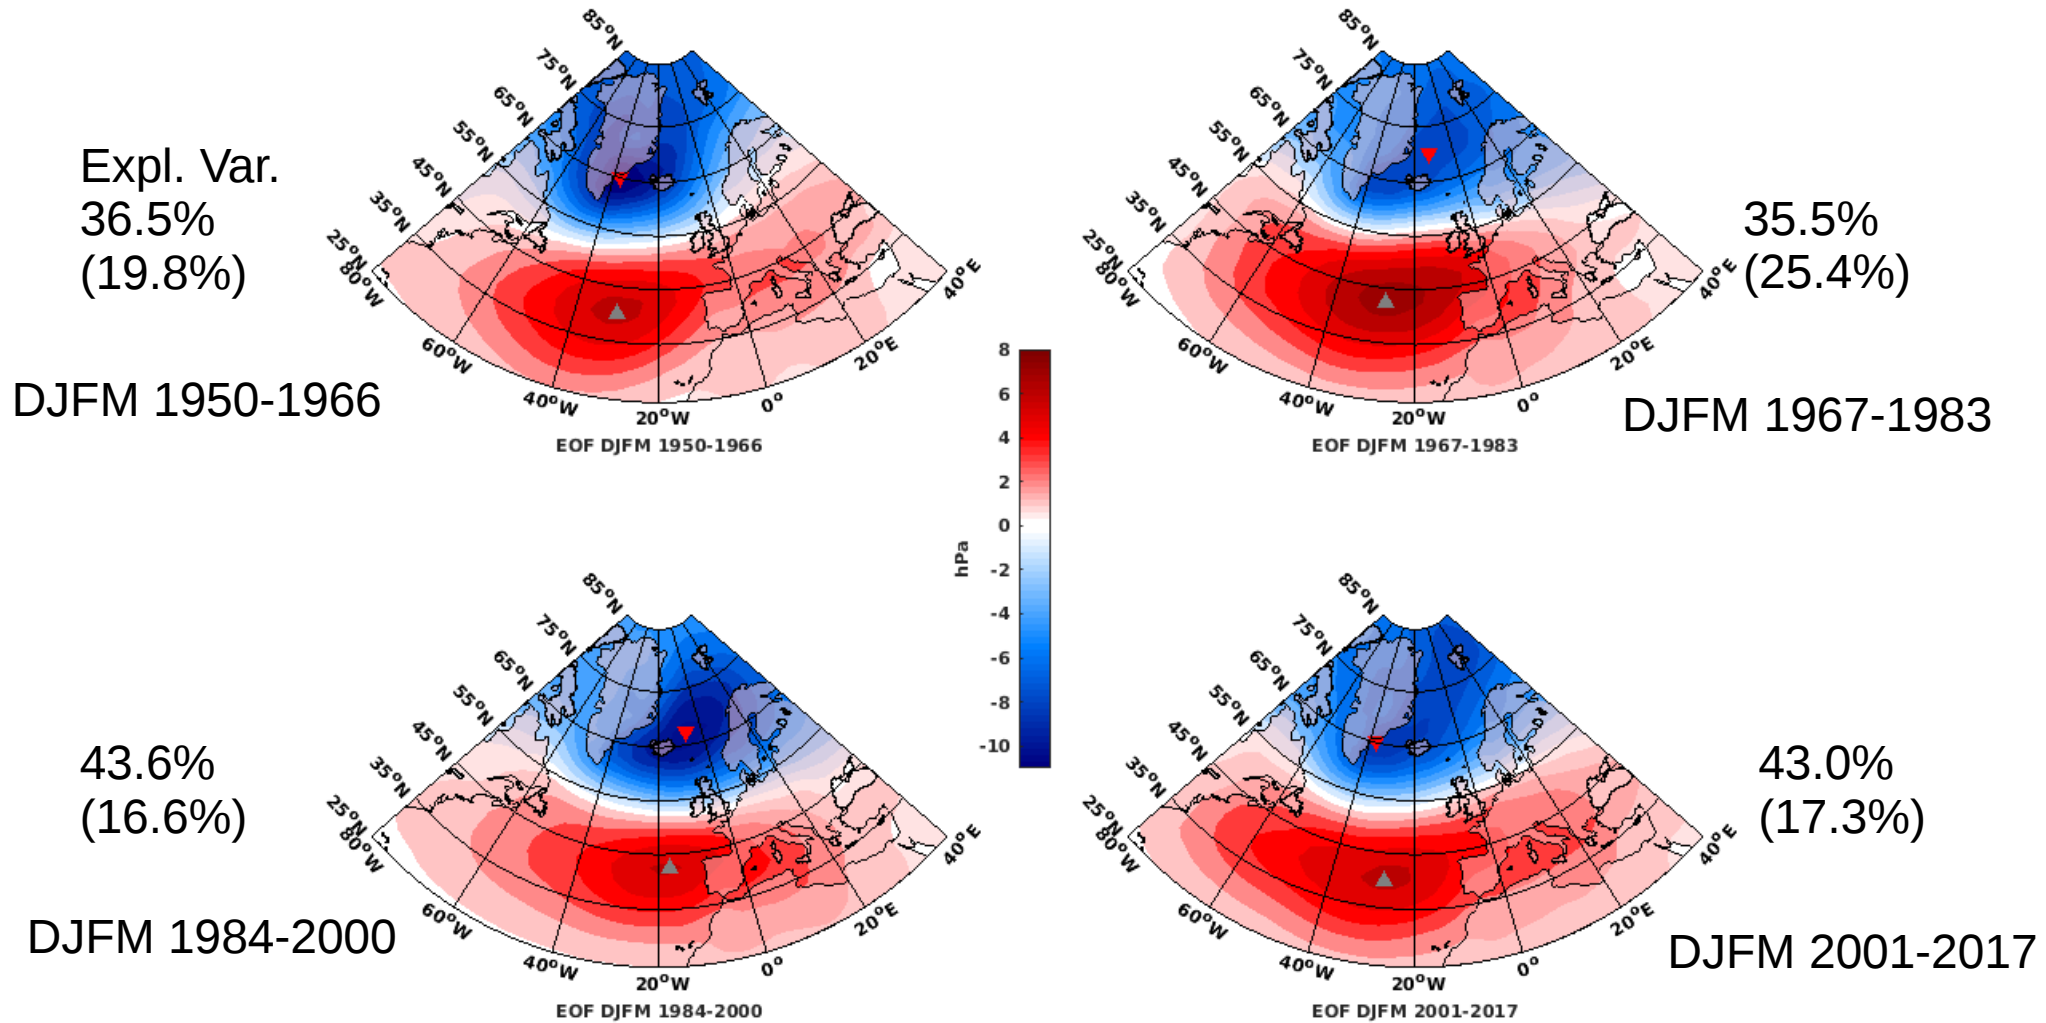 Expl. Var.
36.5%
(19.8%)
DJFM 1950-1966
85°N
75°N
65°N
55°N
45°N
35°N
25°N
80°W
60°W
40°W
20°W
0°
20°E
40°E
EOF DJFM 1950-1966
85°N
75°N
65°N
55°N
45°N
35°N
25°N
80°W
60°W
40°W
20°W
0°
20°E
40°E
EOF DJFM 1967-1983
35.5%
(25.4%)
DJFM 1967-1983
8
6
4
2
0
-2
-4
-6
-8
-10
hPa
43.6%
(16.6%)
DJFM 1984-2000
85°N
75°N
65°N
55°N
45°N
35°N
25°N
80°W
60°W
40°W
20°W
0°
20°E
40°E
EOF DJFM 1984-2000
85°N
75°N
65°N
55°N
45°N
35°N
25°N
80°W
60°W
40°W
20°W
0°
20°E
40°E
EOF DJFM 2001-2017
43.0%
(17.3%)
DJFM 2001-2017